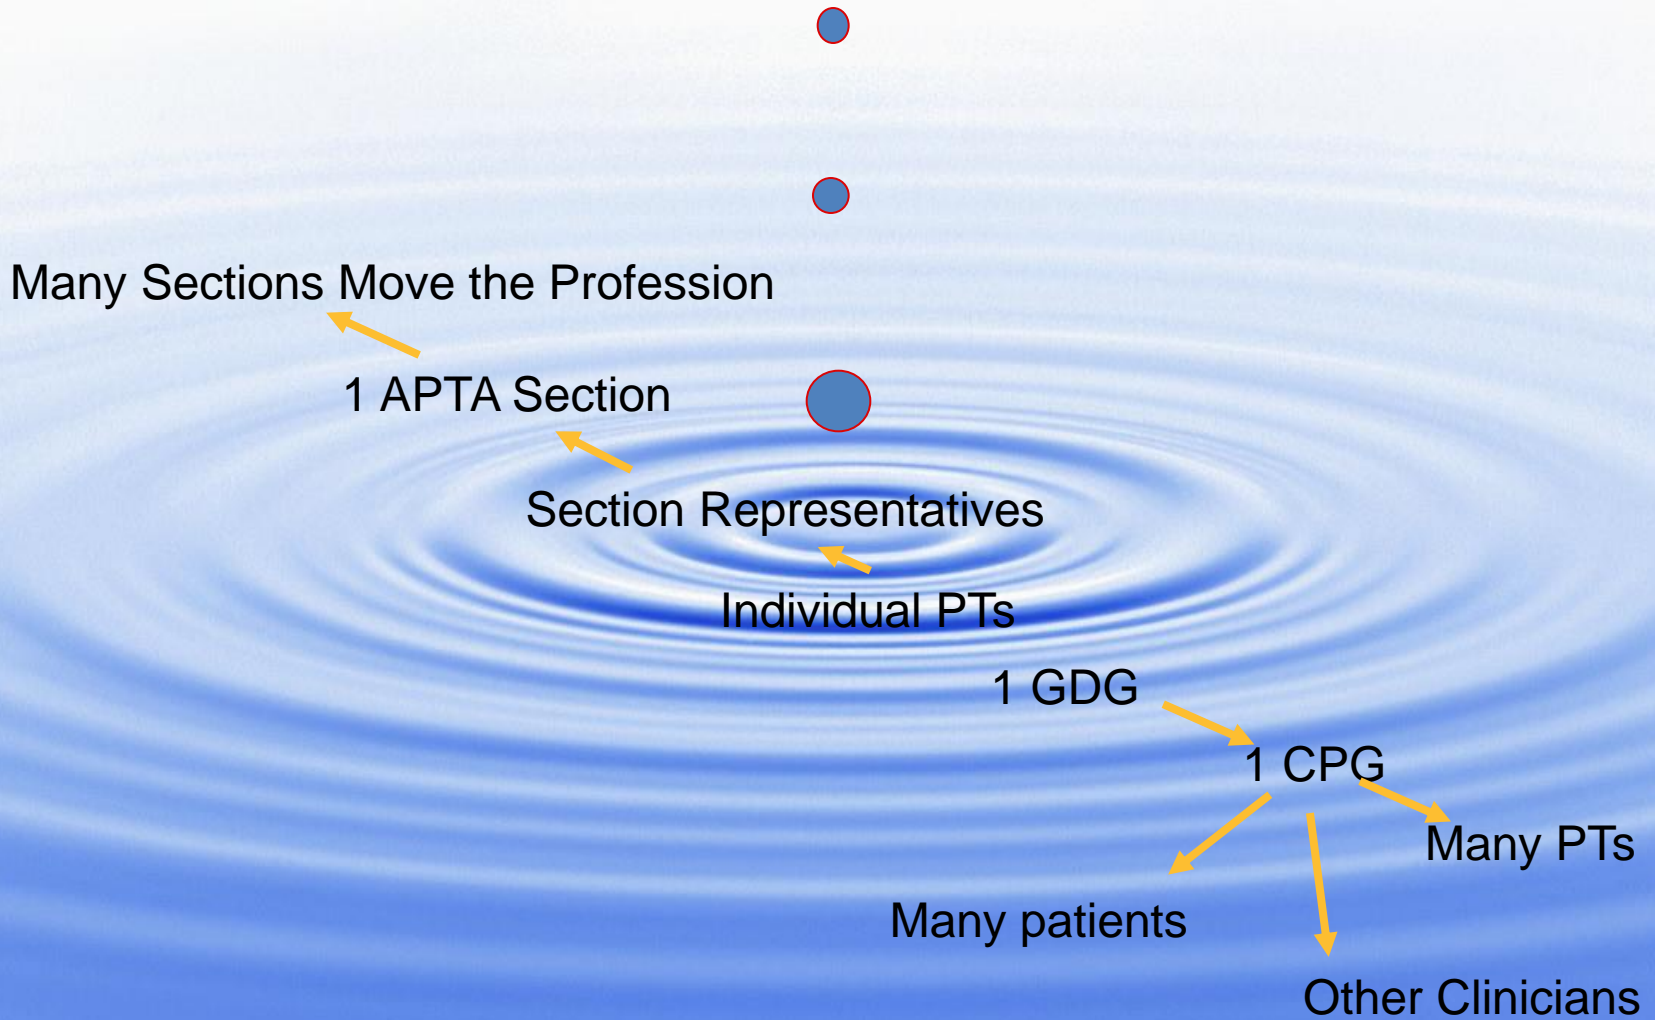 Many Sections Move the Profession
1 APTA Section
Section Representatives
Individual PTs
1 GDG
1 CPG
Many PTs
Many patients
Other Clinicians